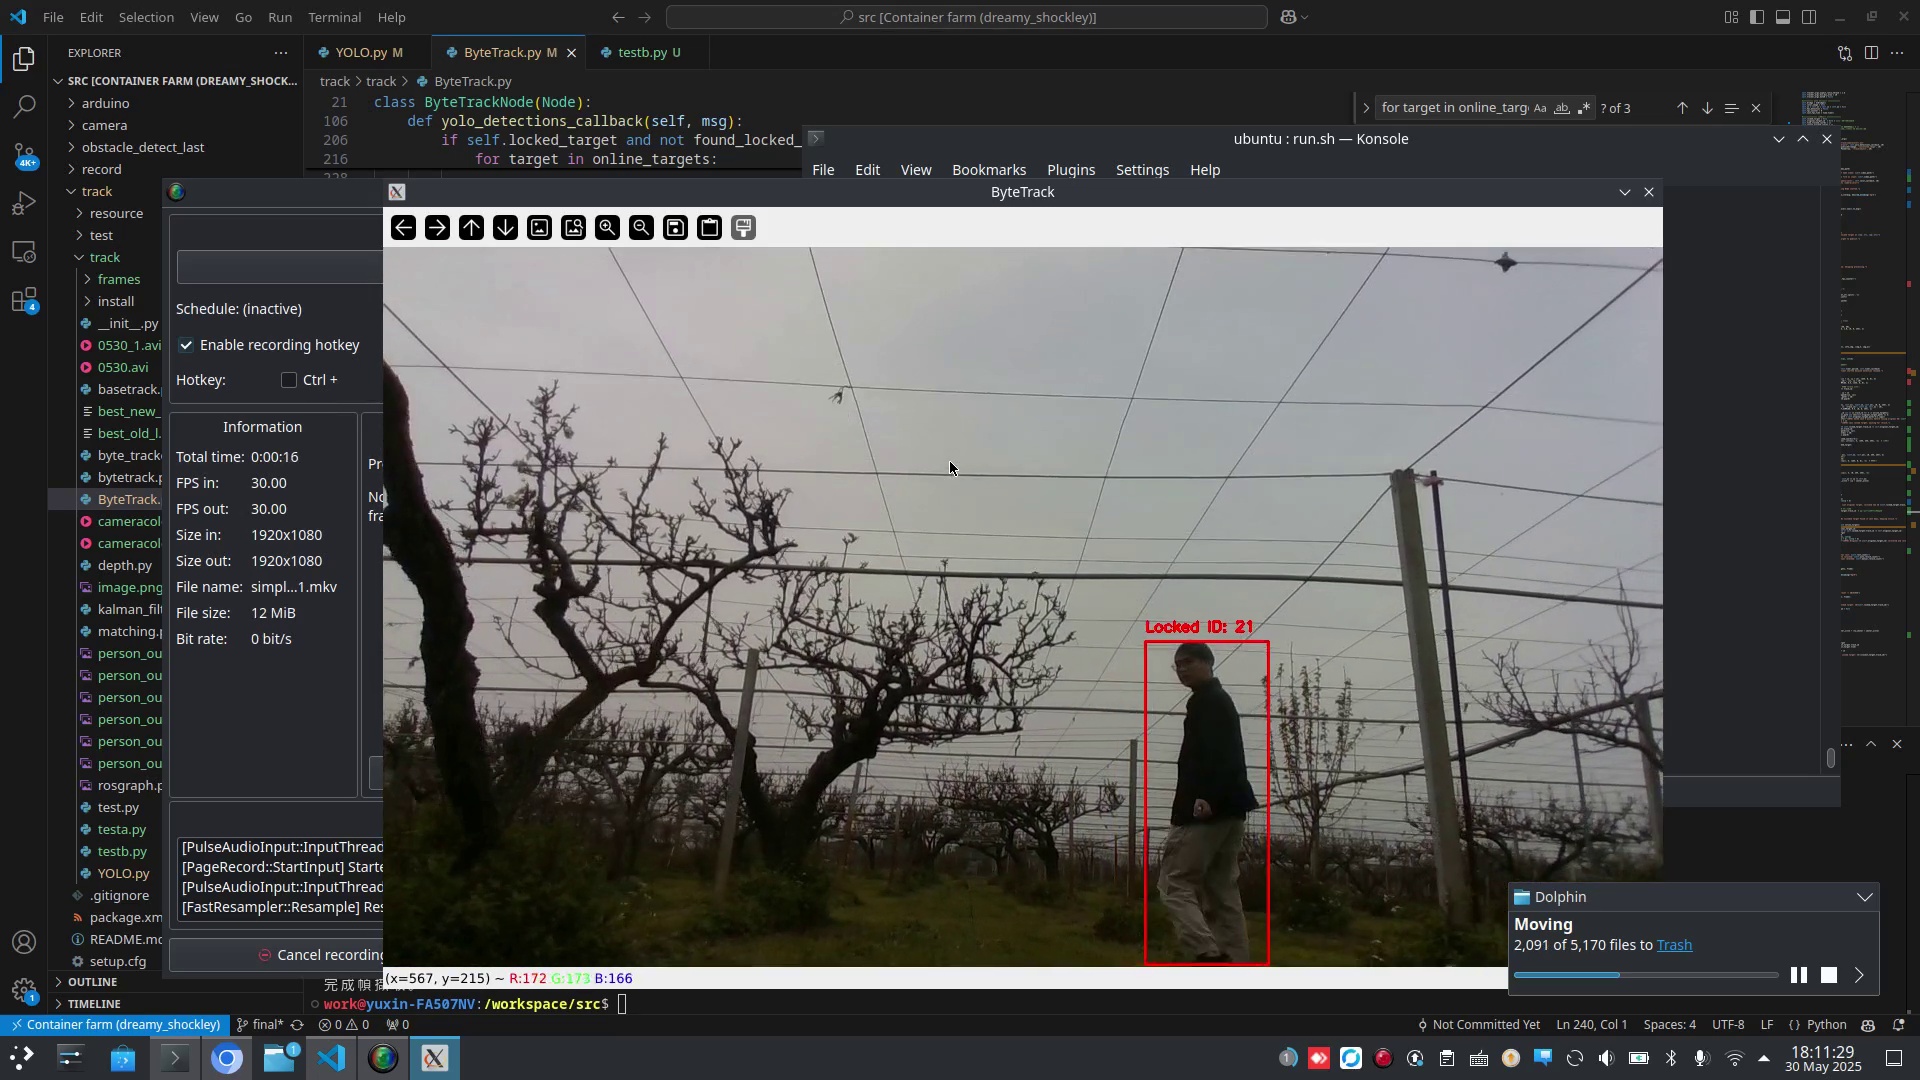 File Edit Selection View Go Run Terminal Help
src [Container farm (dreamy_shockley)]
EXPLORER
YOLO.py M
ByteTrack.py M
testb.py U
SRC [CONTAINER FARM (DREAMY_SHOCK...
track > track > ByteTrack.py
arduino
camera
obstacle_detect_last
record
track
resource
test
track
frames
install
__init__.py
0530_1.avi
0530.avi
basetrack.
best_new_
best_old_l.
byte_track
bytetrack.p
ByteTrack.
cameracol
cameracol
depth.py
image.png
kalman_filt
matching.p
person_ou
person_ou
person_ou
person_ou
person_ou
person_ou
rosgraph.p
test.py
testa.py
testb.py
YOLO.py
.gitignore
package.xm
README.md
setup.cfg
OUTLINE
TIMELINE
4K+
4
1
21 class ByteTrackNode(Node):
106 def yolo_detections_callback(self, msg):
206 if self.locked_target and not found_locked_
216 for target in online_targets:
for target in online_targ Aa ab
? of 3
ubuntu : run.sh — Konsole
File Edit View Bookmarks Plugins Settings Help
ByteTrack
Schedule: (inactive)
Enable recording hotkey
Hotkey: Ctrl +
Information
Total time: 0:00:16
FPS in: 30.00
FPS out: 30.00
Size in: 1920x1080
Size out: 1920x1080
File name: simpl...1.mkv
File size: 12 MiB
Bit rate: 0 bit/s
Pr
No
fra
[PulseAudioInput::InputThread
[PageRecord::StartInput] Starte
[PulseAudioInput::InputThread
[FastResampler::Resample] Res
Cancel recording
Locked ID: 21
(x=567, y=215) ~ R:172 G:173 B:166
work@yuxin-FA507NV:/workspace/src$
Dolphin
Moving
2,091 of 5,170 files to Trash
Container farm (dreamy_shockley)
final*
0 0
0
Not Committed Yet
Ln 240, Col 1
Spaces: 4
UTF-8
LF
{} Python
1
1
18:11:29
30 May 2025